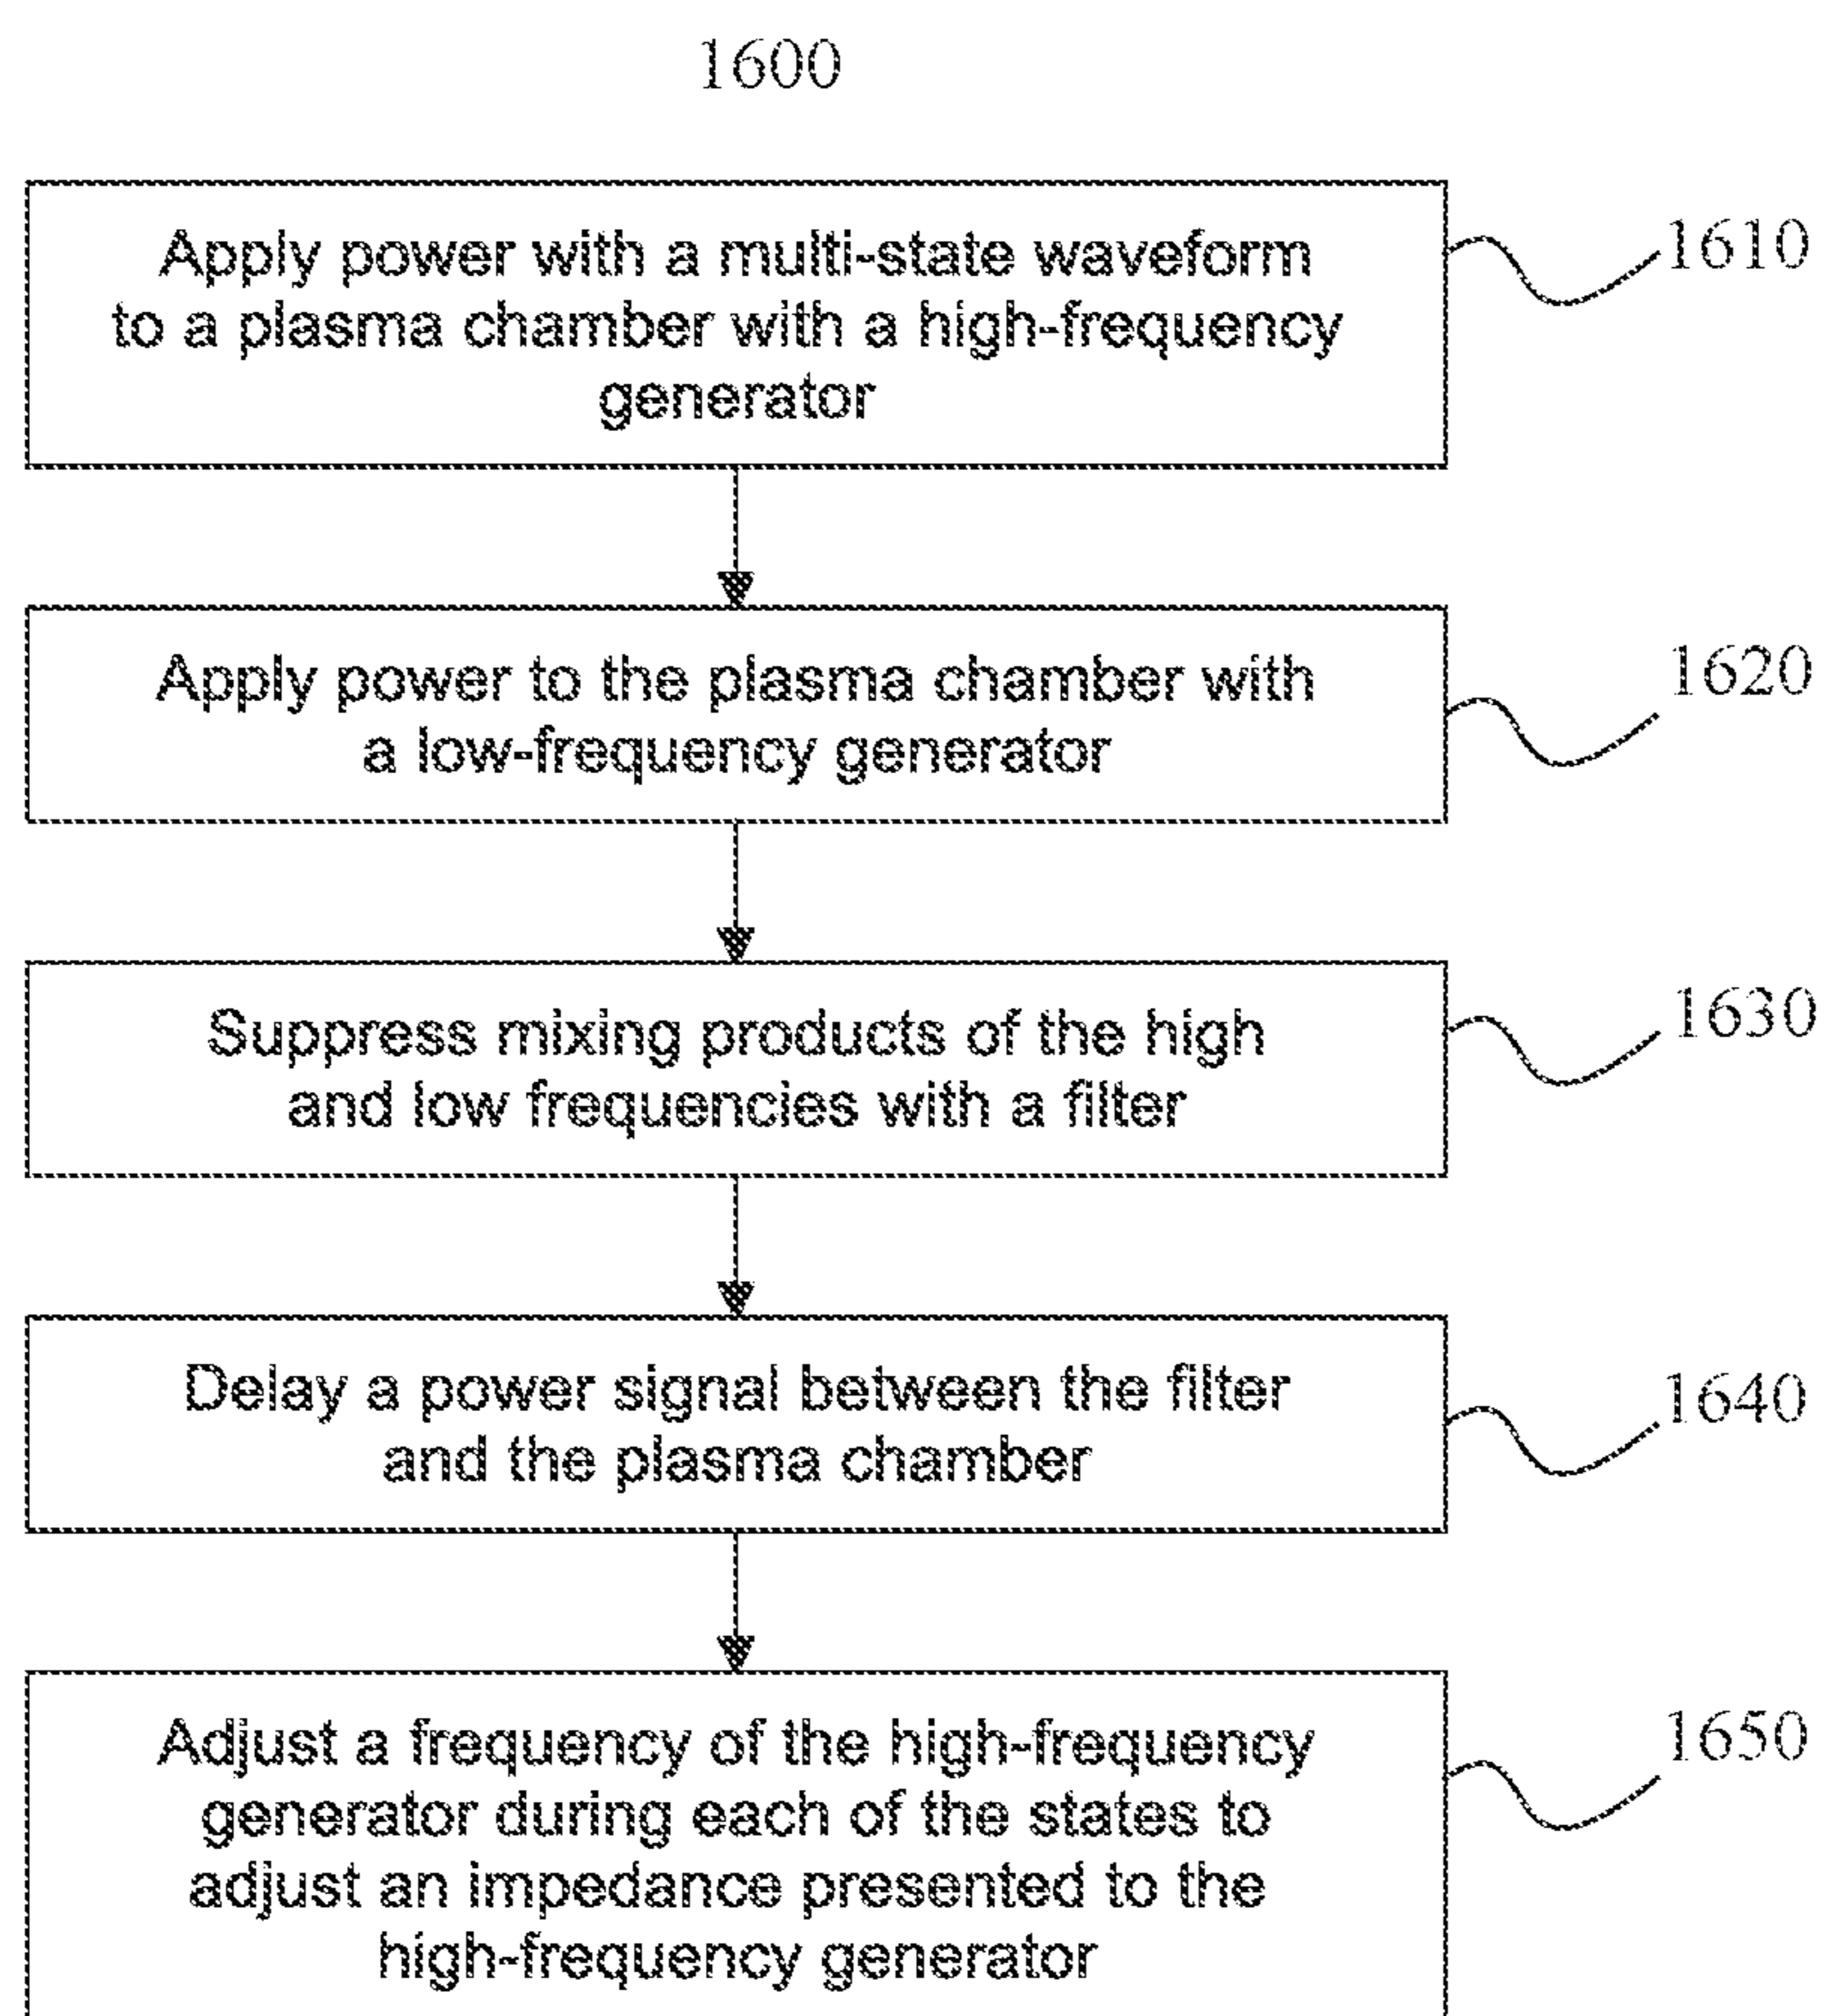 1600
Apply power with a multi-state waveform
to a plasma chamber with a high-frequency
generator
1610
Apply power to the plasma chamber with
a low-frequency generator
1620
Suppress mixing products of the high
and low frequencies with a filter
1630
Delay a power signal between the filter
and the plasma chamber
1640
Adjust a frequency of the high-frequency
generator during each of the states to
adjust an impedance presented to the
high-frequency generator
1650